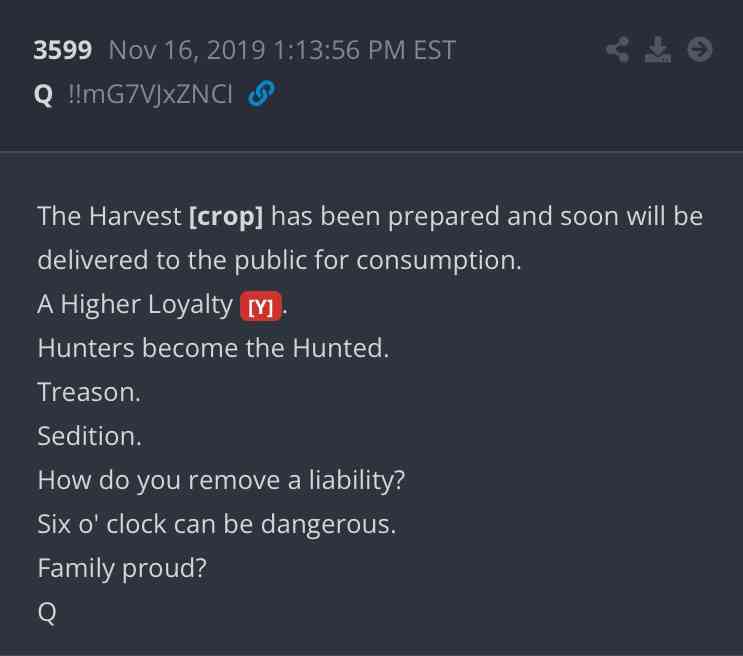 3599 Nov 16, 2019 1:13:56 PM EST
Q !!mG7VJxZNCI
The Harvest [crop] has been prepared and soon will be
delivered to the public for consumption.
A Higher Loyalty [Y].
Hunters become the Hunted.
Treason.
Sedition.
How do you remove a liability?
Six o' clock can be dangerous.
Family proud?
Q